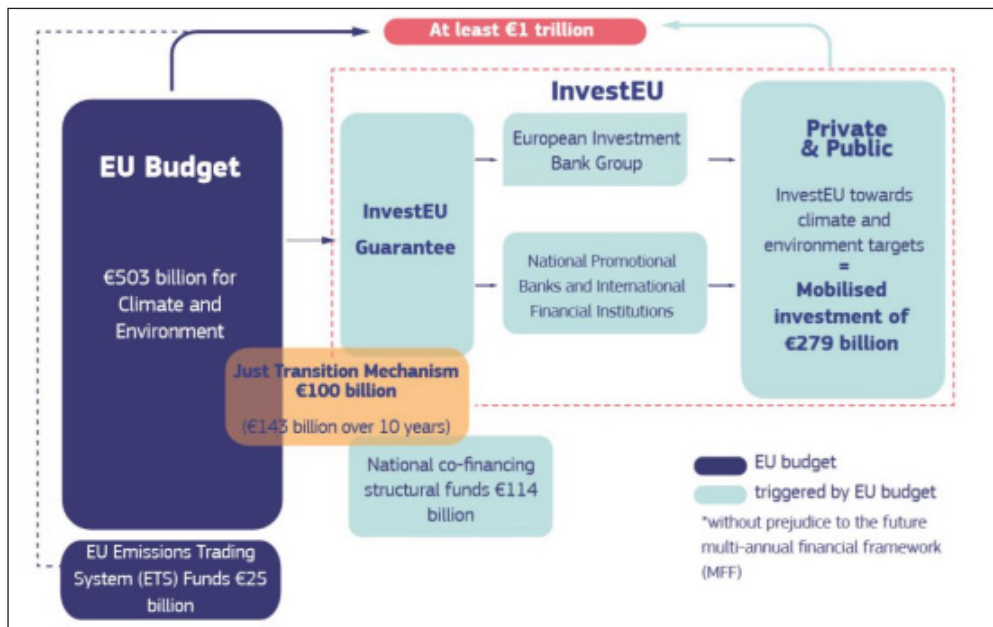 At least €1 trillion
EU Budget
€503 billion for
Climate and
Environment
InvestEU
InvestEU
Guarantee
European Investment
Bank Group
National Promotional
Banks and International
Financial Institutions
Private
& Public
InvestEU towards
climate and
environment targets
=
Mobilised
investment of
€279 billion
Just Transition Mechanism
€100 billion
(€143 billion over 10 years)
National co-financing
structural funds €114
billion
EU Emissions Trading
System (ETS) Funds €25
billion
EU budget
triggered by EU budget
*without prejudice to the future
multi-annual financial framework
(MFF)